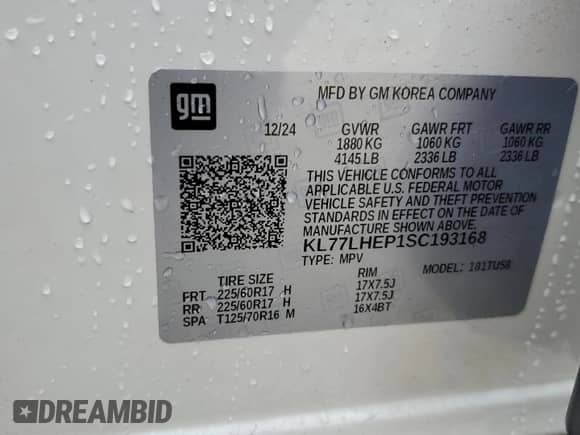 gm
MFD BY GM KOREA COMPANY
12/24 GVWR GAWR FRT GAWR RR
1880 KG 1060 KG 1060 KG
4145 LB 2336 LB 2336 LB
THIS VEHICLE CONFORMS TO ALL
APPLICABLE U.S. FEDERAL MOTOR
VEHICLE SAFETY AND THEFT PREVENTION
STANDARDS IN EFFECT ON THE DATE OF
MANUFACTURE SHOWN ABOVE.
KL77LHEP1SC193168
TYPE: MPV MODEL: 1B1TU58
TIRE SIZE RIM
FRT 225/60R17 H 17X7.5J
RR 225/60R17 H 17X7.5J
SPA T125/70R16 M 16X4BT
DREAMBID